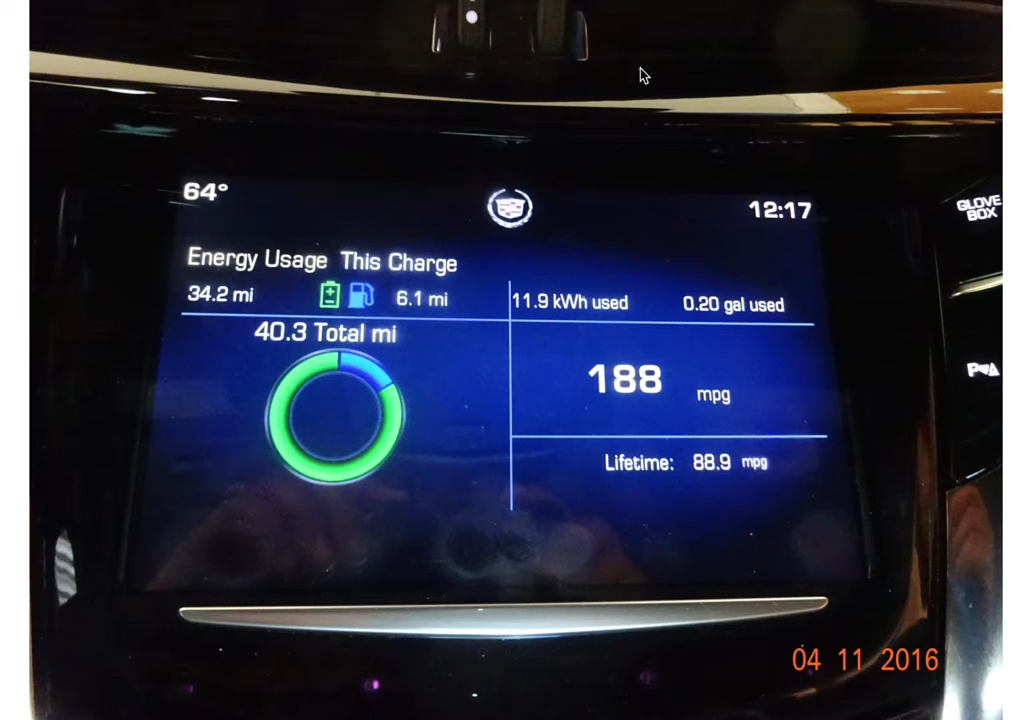 64°
12:17
GLOVE
BOX
Energy Usage This Charge
34.2 mi 6.1 mi 11.9 kWh used 0.20 gal used
40.3 Total mi
188 mpg
P
Lifetime: 88.9 mpg
04 11 2016